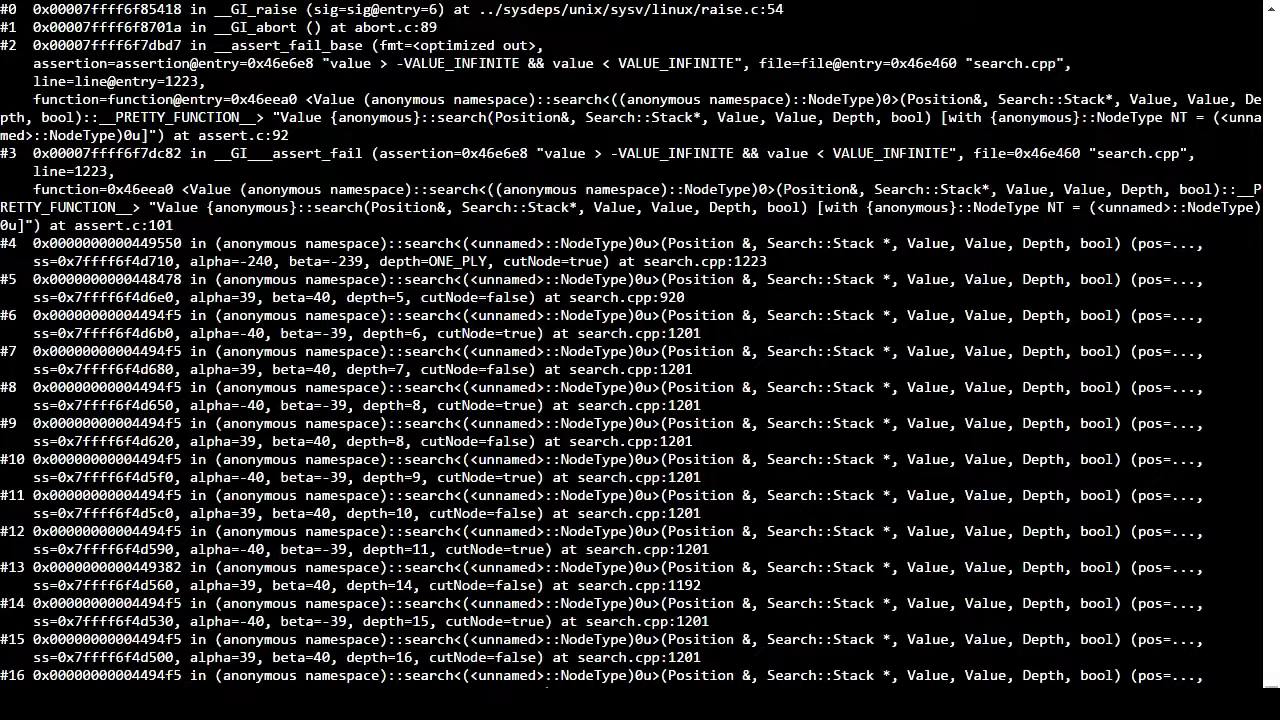 #0  0x00007ffff6f85418 in __GI_raise (sig=sig@entry=6) at ../sysdeps/unix/sysv/linux/raise.c:54
#1  0x00007ffff6f8701a in __GI_abort () at abort.c:89
#2  0x00007ffff6f7dbd7 in __assert_fail_base (fmt=<optimized out>,
    assertion=assertion@entry=0x46e6e8 "value > -VALUE_INFINITE && value < VALUE_INFINITE", file=file@entry=0x46e460 "search.cpp",
    line=line@entry=1223,
    function=function@entry=0x46eea0 <Value (anonymous namespace)::search<((anonymous namespace)::NodeType)0>(Position&, Search::Stack*, Value, Value, De
pth, bool)::__PRETTY_FUNCTION__> "Value {anonymous}::search(Position&, Search::Stack*, Value, Value, Depth, bool) [with {anonymous}::NodeType NT = (<unna
med>::NodeType)0u]") at assert.c:92
#3  0x00007ffff6f7dc82 in __GI___assert_fail (assertion=0x46e6e8 "value > -VALUE_INFINITE && value < VALUE_INFINITE", file=0x46e460 "search.cpp",
    line=1223,
    function=0x46eea0 <Value (anonymous namespace)::search<((anonymous namespace)::NodeType)0>(Position&, Search::Stack*, Value, Value, Depth, bool)::__P
RETTY_FUNCTION__> "Value {anonymous}::search(Position&, Search::Stack*, Value, Value, Depth, bool) [with {anonymous}::NodeType NT = (<unnamed>::NodeType)
0u]") at assert.c:101
#4  0x0000000000449550 in (anonymous namespace)::search<(<unnamed>::NodeType)0u>(Position &, Search::Stack *, Value, Value, Depth, bool) (pos=...,
    ss=0x7ffff6f4d710, alpha=-240, beta=-239, depth=ONE_PLY, cutNode=true) at search.cpp:1223
#5  0x0000000000448478 in (anonymous namespace)::search<(<unnamed>::NodeType)0u>(Position &, Search::Stack *, Value, Value, Depth, bool) (pos=...,
    ss=0x7ffff6f4d6e0, alpha=39, beta=40, depth=5, cutNode=false) at search.cpp:920
#6  0x00000000004494f5 in (anonymous namespace)::search<(<unnamed>::NodeType)0u>(Position &, Search::Stack *, Value, Value, Depth, bool) (pos=...,
    ss=0x7ffff6f4d6b0, alpha=-40, beta=-39, depth=6, cutNode=true) at search.cpp:1201
#7  0x00000000004494f5 in (anonymous namespace)::search<(<unnamed>::NodeType)0u>(Position &, Search::Stack *, Value, Value, Depth, bool) (pos=...,
    ss=0x7ffff6f4d680, alpha=39, beta=40, depth=7, cutNode=false) at search.cpp:1201
#8  0x00000000004494f5 in (anonymous namespace)::search<(<unnamed>::NodeType)0u>(Position &, Search::Stack *, Value, Value, Depth, bool) (pos=...,
    ss=0x7ffff6f4d650, alpha=-40, beta=-39, depth=8, cutNode=true) at search.cpp:1201
#9  0x00000000004494f5 in (anonymous namespace)::search<(<unnamed>::NodeType)0u>(Position &, Search::Stack *, Value, Value, Depth, bool) (pos=...,
    ss=0x7ffff6f4d620, alpha=39, beta=40, depth=8, cutNode=false) at search.cpp:1201
#10 0x00000000004494f5 in (anonymous namespace)::search<(<unnamed>::NodeType)0u>(Position &, Search::Stack *, Value, Value, Depth, bool) (pos=...,
    ss=0x7ffff6f4d5f0, alpha=-40, beta=-39, depth=9, cutNode=true) at search.cpp:1201
#11 0x00000000004494f5 in (anonymous namespace)::search<(<unnamed>::NodeType)0u>(Position &, Search::Stack *, Value, Value, Depth, bool) (pos=...,
    ss=0x7ffff6f4d5c0, alpha=39, beta=40, depth=10, cutNode=false) at search.cpp:1201
#12 0x00000000004494f5 in (anonymous namespace)::search<(<unnamed>::NodeType)0u>(Position &, Search::Stack *, Value, Value, Depth, bool) (pos=...,
    ss=0x7ffff6f4d590, alpha=-40, beta=-39, depth=11, cutNode=true) at search.cpp:1201
#13 0x0000000000449382 in (anonymous namespace)::search<(<unnamed>::NodeType)0u>(Position &, Search::Stack *, Value, Value, Depth, bool) (pos=...,
    ss=0x7ffff6f4d560, alpha=39, beta=40, depth=14, cutNode=false) at search.cpp:1192
#14 0x00000000004494f5 in (anonymous namespace)::search<(<unnamed>::NodeType)0u>(Position &, Search::Stack *, Value, Value, Depth, bool) (pos=...,
    ss=0x7ffff6f4d530, alpha=-40, beta=-39, depth=15, cutNode=true) at search.cpp:1201
#15 0x00000000004494f5 in (anonymous namespace)::search<(<unnamed>::NodeType)0u>(Position &, Search::Stack *, Value, Value, Depth, bool) (pos=...,
    ss=0x7ffff6f4d500, alpha=39, beta=40, depth=16, cutNode=false) at search.cpp:1201
#16 0x00000000004494f5 in (anonymous namespace)::search<(<unnamed>::NodeType)0u>(Position &, Search::Stack *, Value, Value, Depth, bool) (pos=...,